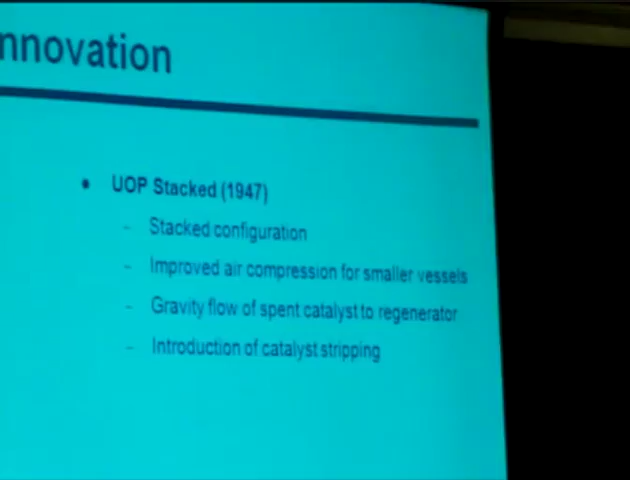 nnovation
• UOP Stacked (1947)
- Stacked configuration
- Improved air compression for smaller vessels
- Gravity flow of spent catalyst to regenerator
- Introduction of catalyst stripping